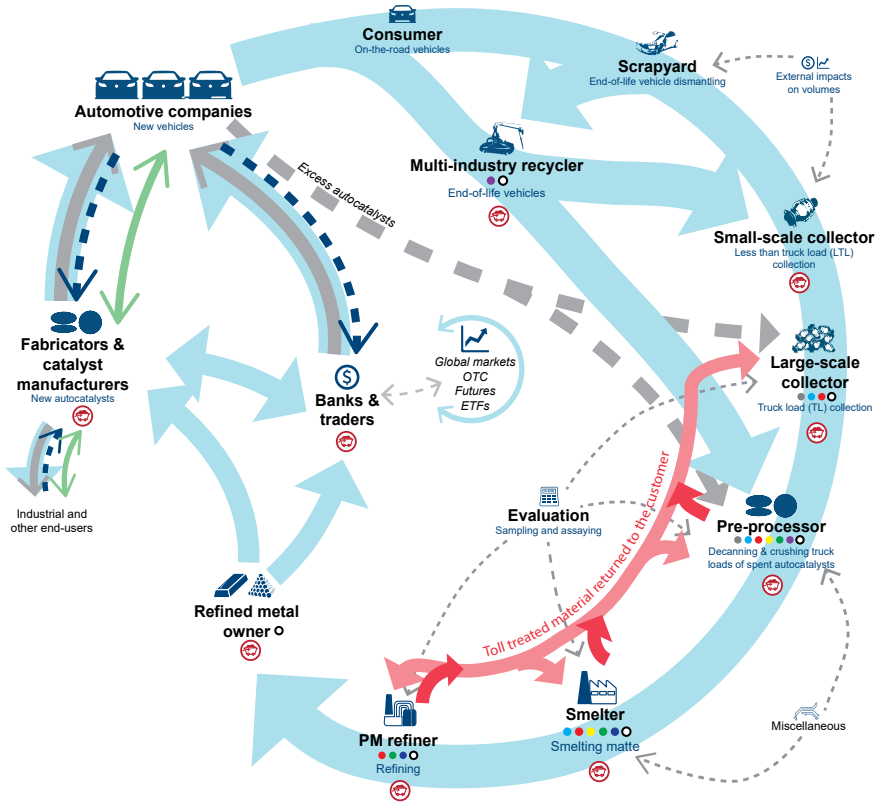 Consumer
On-the-road vehicles
Scrapyard
End-of-life vehicle dismantling
External impacts
on volumes
Automotive companies
New vehicles
Excess autocatalysts
Multi-industry recycler
End-of-life vehicles
Small-scale collector
Less than truck load (LTL)
collection
Fabricators &
catalyst
manufacturers
New autocatalysts
Banks &
traders
Global markets
OTC
Futures
ETFs
Large-scale
collector
Truck load (TL) collection
Industrial and
other end-users
Evaluation
Sampling and assaying
Toll treated material returned to the customer
Pre-processor
Decanning & crushing truck
loads of spent autocatalysts
Refined metal
owner
Smelter
Smelting matte
Miscellaneous
PM refiner
Refining